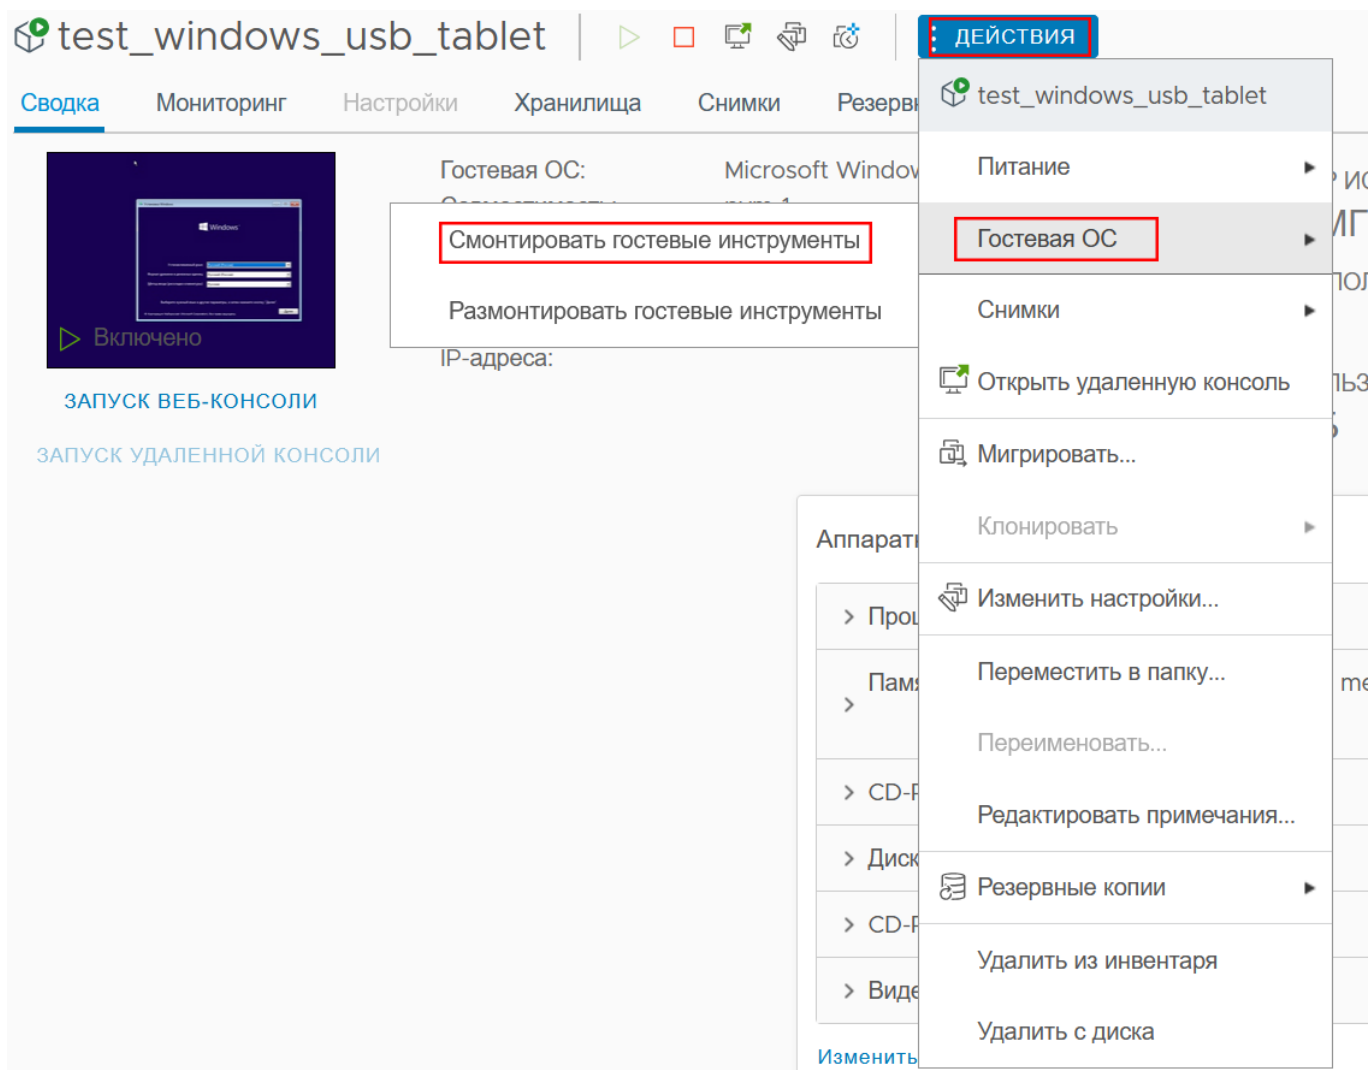 test_windows_usb_tablet
ДЕЙСТВИЯ
Сводка Мониторинг Настройки Хранилища Снимки
test_windows_usb_tablet
Гостевая ОС: Microsoft
Питание
Смонтировать гостевые инструменты
Гостевая ОС
Размонтировать гостевые инструменты
Снимки
Windows
Включено
IP-адреса:
Открыть удаленную консоль
ЗАПУСК ВЕБ-КОНСОЛИ
ЗАПУСК УДАЛЕННОЙ КОНСОЛИ
Мигрировать...
Клонировать
Изменить настройки...
Переместить в папку...
Переименовать...
Редактировать примечания...
Резервные копии
Удалить из инвентаря
Удалить с диска
Изменить